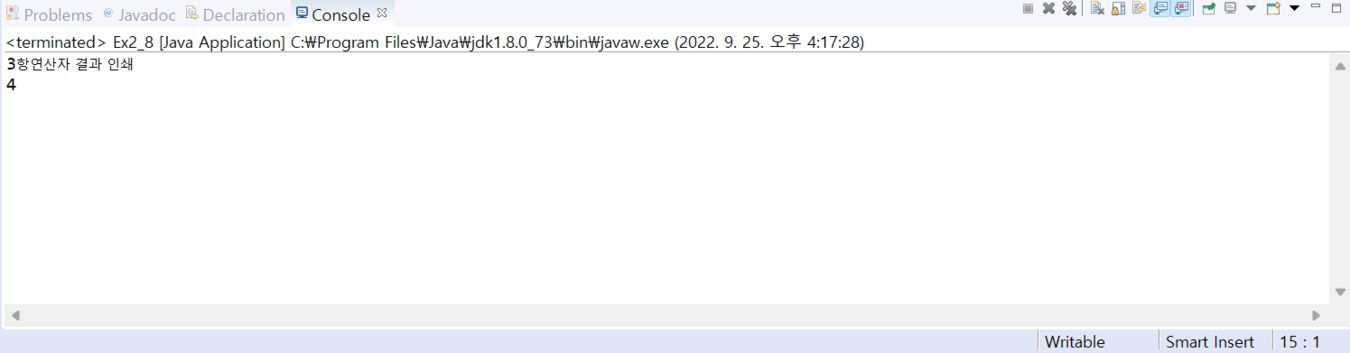 Problems Javadoc Declaration Console
<terminated> Ex2_8 [Java Application] C:₩Program Files₩Java₩jdk1.8.0_73₩bin₩javaw.exe (2022. 9. 25. 오후 4:17:28)
3항연산자 결과 인쇄
4
Writable Smart Insert 15 : 1